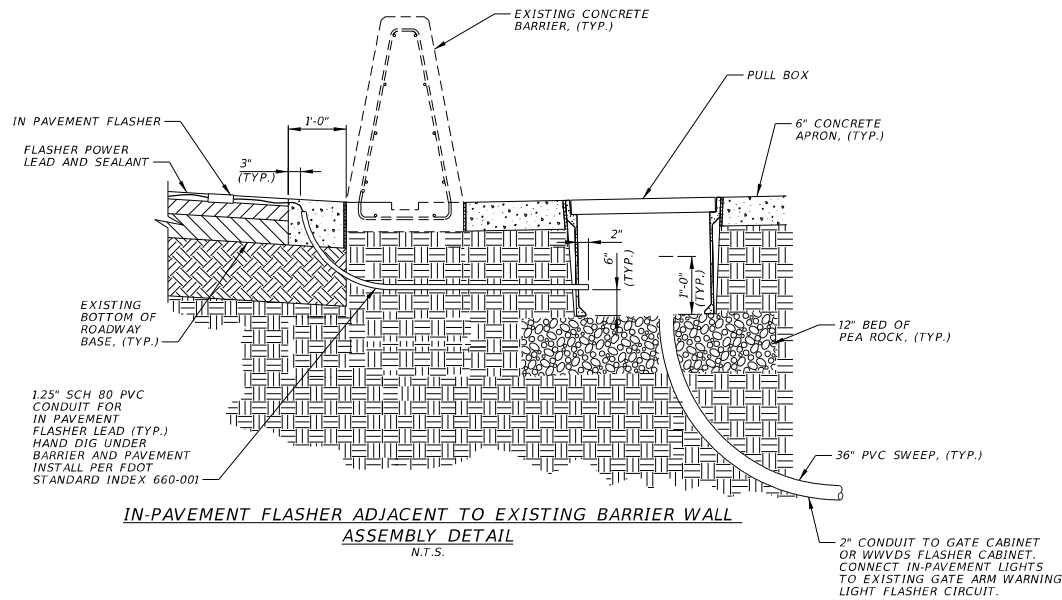 EXISTING CONCRETE
BARRIER, (TYP.)
PULL BOX
IN PAVEMENT FLASHER
1'-0"
6" CONCRETE
APRON, (TYP.)
FLASHER POWER
LEAD AND SEALANT
3"
(TYP.)
2"
6"
(TYP.)
1'-0"
(TYP.)
EXISTING
BOTTOM OF
ROADWAY
BASE, (TYP.)
12" BED OF
PEA ROCK, (TYP.)
1.25" SCH 80 PVC
CONDUIT FOR
IN PAVEMENT
FLASHER LEAD (TYP.)
HAND DIG UNDER
BARRIER AND PAVEMENT
INSTALL PER FDOT
STANDARD INDEX 660-001
36" PVC SWEEP, (TYP.)
IN-PAVEMENT FLASHER ADJACENT TO EXISTING BARRIER WALL
ASSEMBLY DETAIL
N.T.S.
2" CONDUIT TO GATE CABINET
OR WWVDS FLASHER CABINET.
CONNECT IN-PAVEMENT LIGHTS
TO EXISTING GATE ARM WARNING
LIGHT FLASHER CIRCUIT.